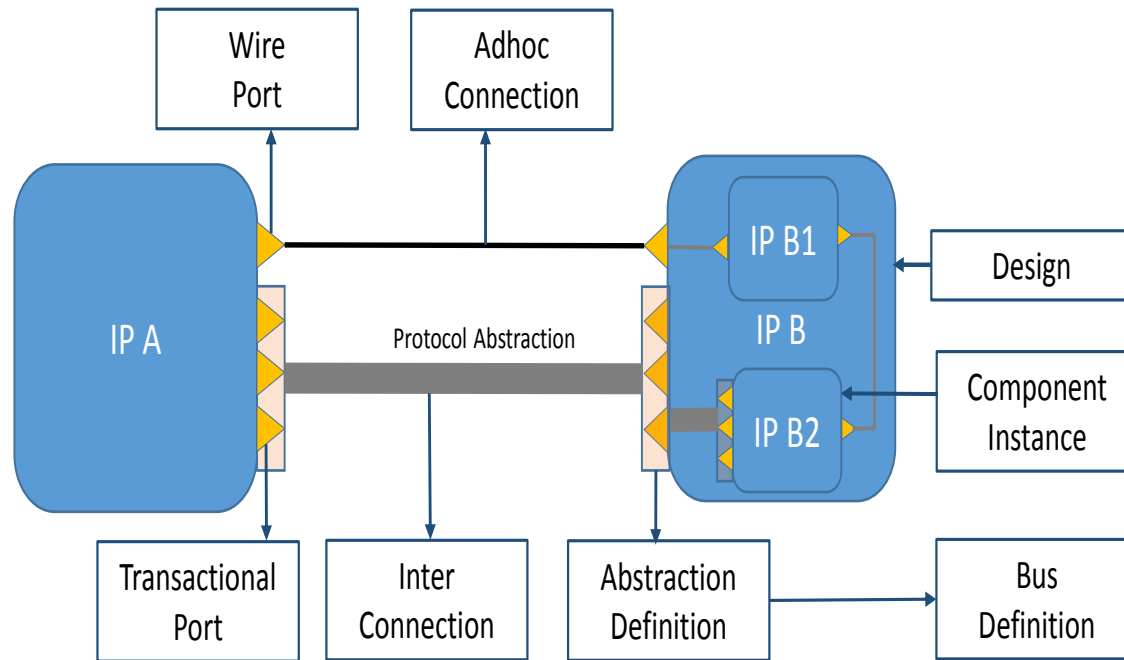 Wire
Port
Adhoc
Connection
IP A
Protocol Abstraction
IP B1
IP B
IP B2
Design
Component
Instance
Transactional
Port
Inter
Connection
Abstraction
Definition
Bus
Definition